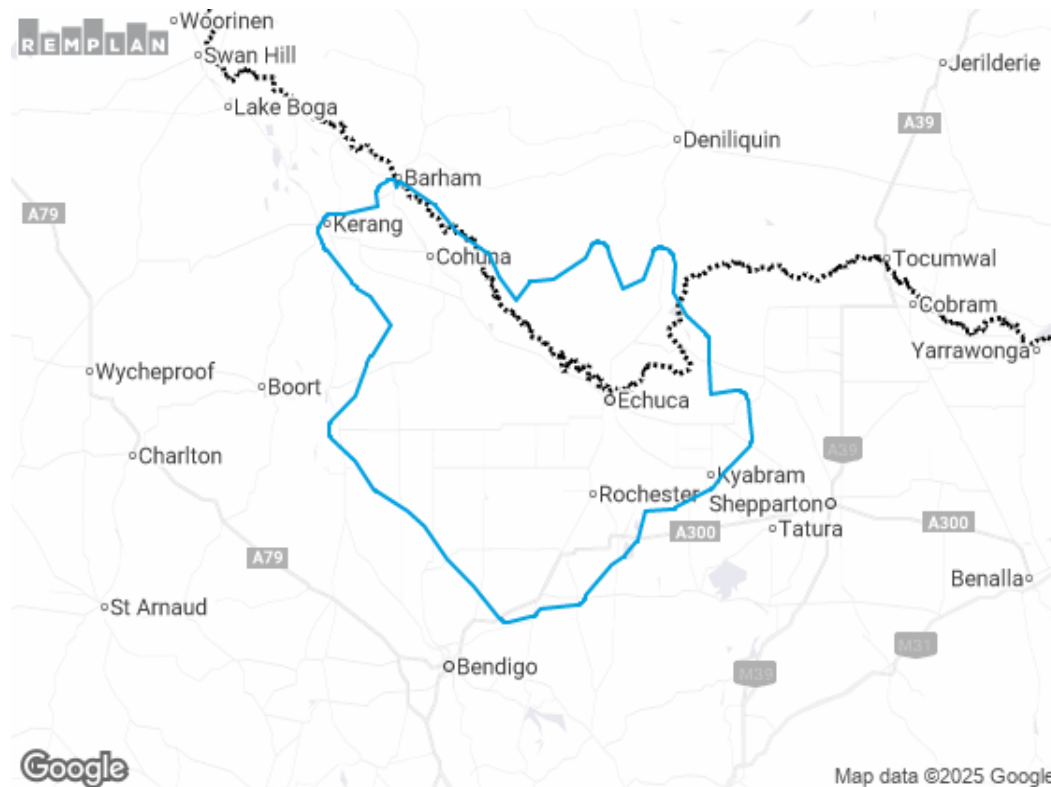 Woorinen
REMPLAN
Swan Hill
Jerilderie
Lake Boga
A39
Deniliquin
Barham
A79
Kerang
Cohuna
Tocumwal
Cobram
Yarrawonga
Wycheproof
Boort
Echuca
Charlton
A39
Kyabram
Rochester
Shepparton
A300
A300
Tatura
A79
Benalla
St Arnaud
M31
Bendigo
M39
Google
Map data ©2025 Google